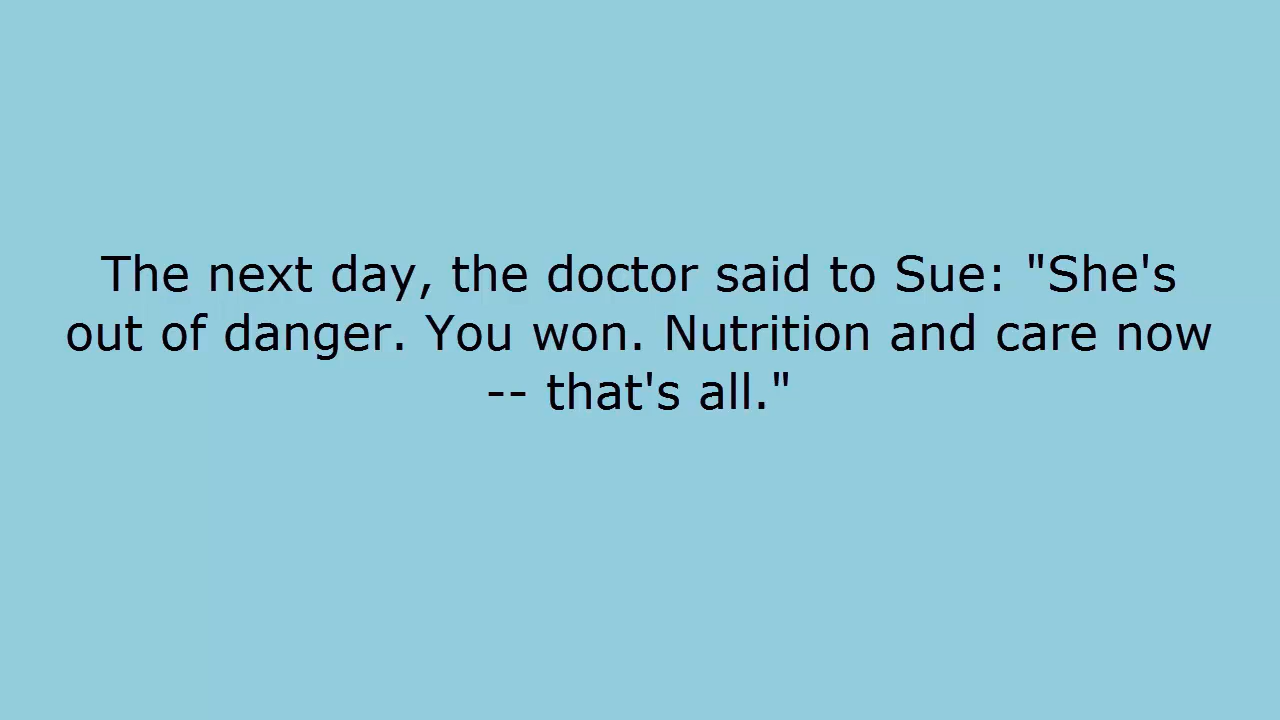 The next day, the doctor said to Sue: "She's
out of danger. You won. Nutrition and care now
-- that's all."